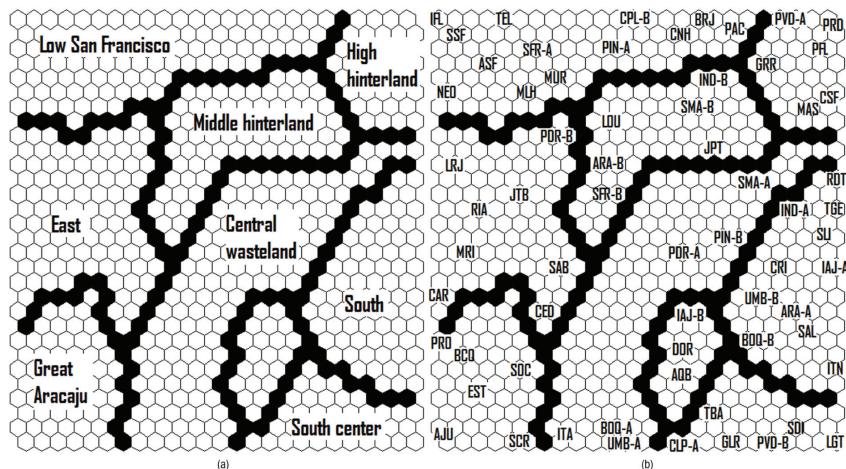 Low San Francisco
High
hinterland
Middle hinterland
East
Central
wasteland
South
Great
Aracaju
South center
(a)
IFL TEL CPL-B BRJ PVD-A PRD
SSF CNH PAC
SFR-A PIN-A PFL
ASF GRR
MUR IND-B
NEO MLH CSF
SMA-B MAS
LOU
PDR-B
JPT
LRJ ARA-B
SMA-A RDT
JTB SFR-B
RIA IND-A TGE
PIN-B SLI
MRI PDR-A
SAB CRI IAJ-A
CAR UMB-B
CED IAJ-B ARA-A
SAL
PRO BOQ-B
BCQ DOR
SDC AQB ITN
EST
TBA
AJU ITA BOQ-A SDI
SCR UMB-A CLP-A GLR PVD-B LGT
(b)